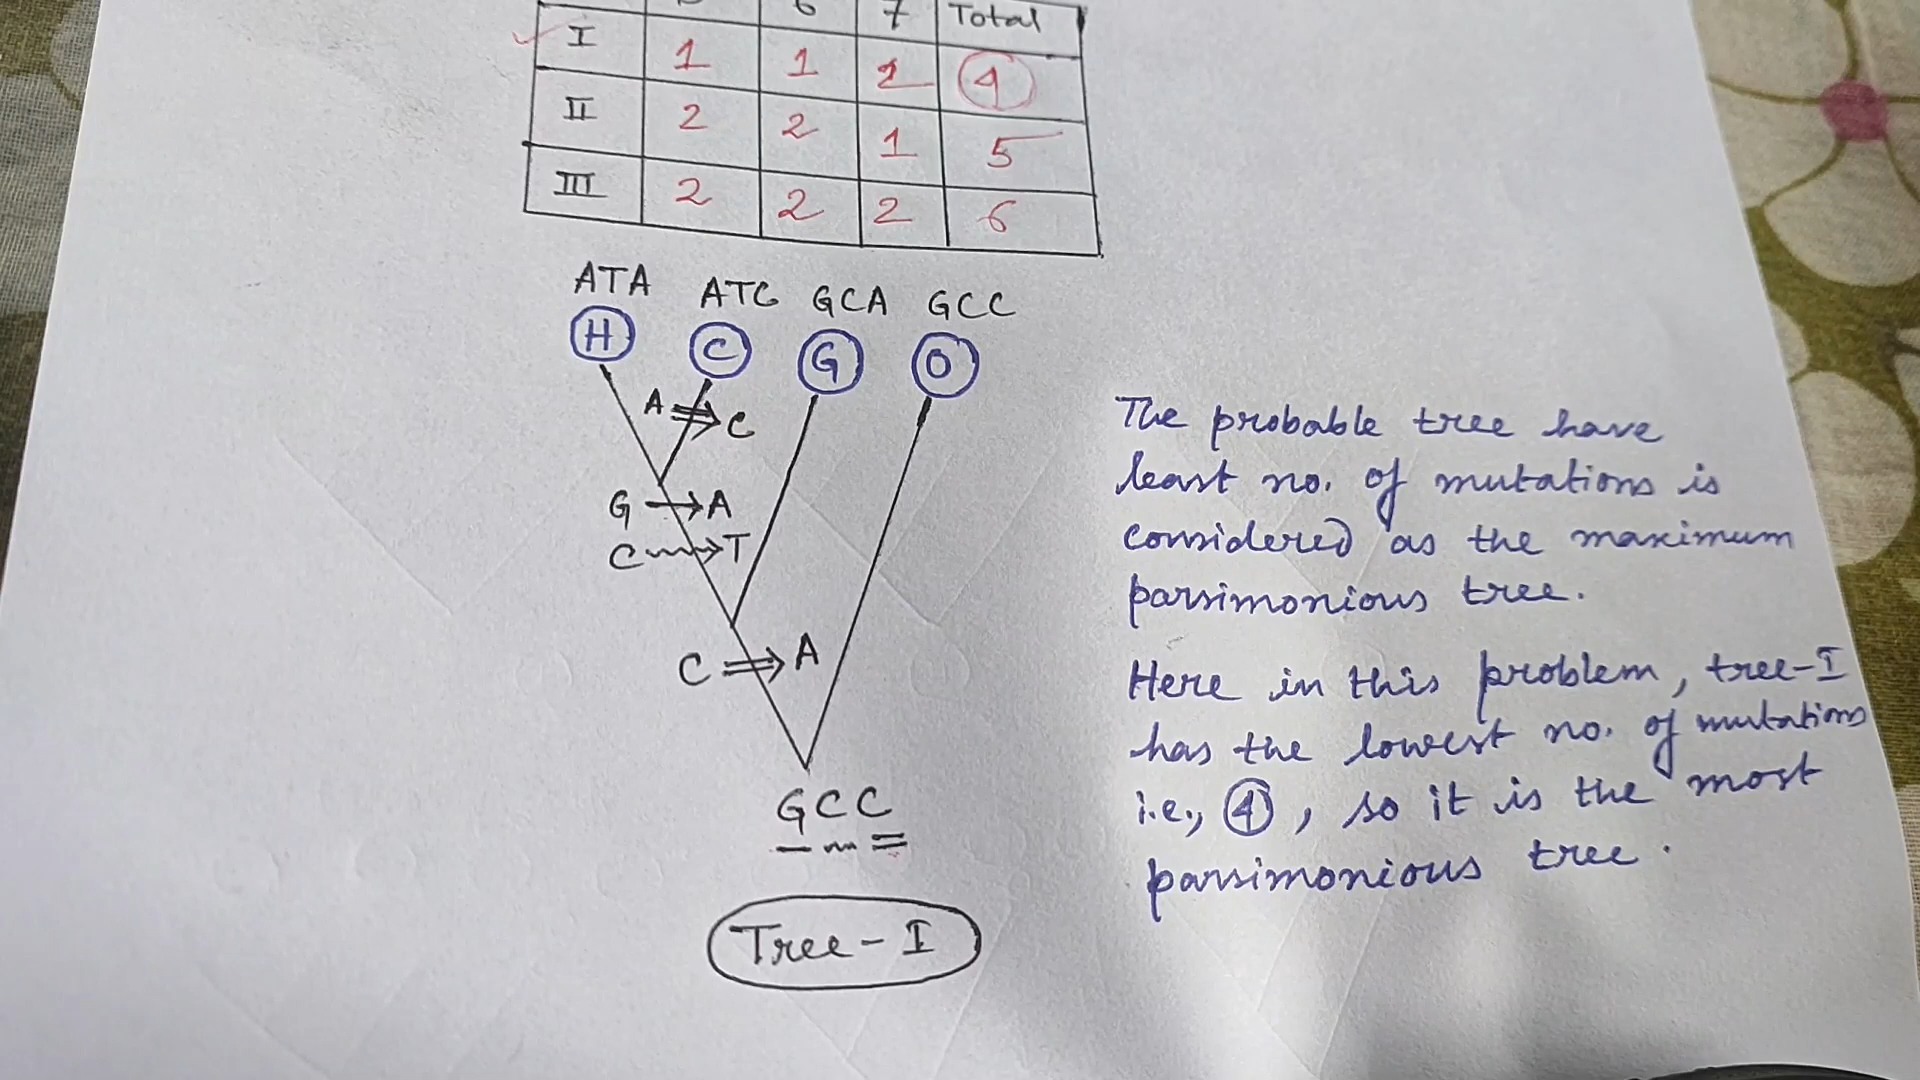 6 7 Total
I 1 1 2 4
II 2 2 1 5
III 2 2 2 6
ATA ATC GCA GCC
H C G O
A ⇒ C
G → A
C → T
C ⇒ A
GCC
Tree - I
The probable tree have
least no. of mutations is
considered as the maximum
parsimonious tree.
Here in this problem, tree-I
has the lowest no. of mutations
i.e., 4, so it is the most
parsimonious tree.